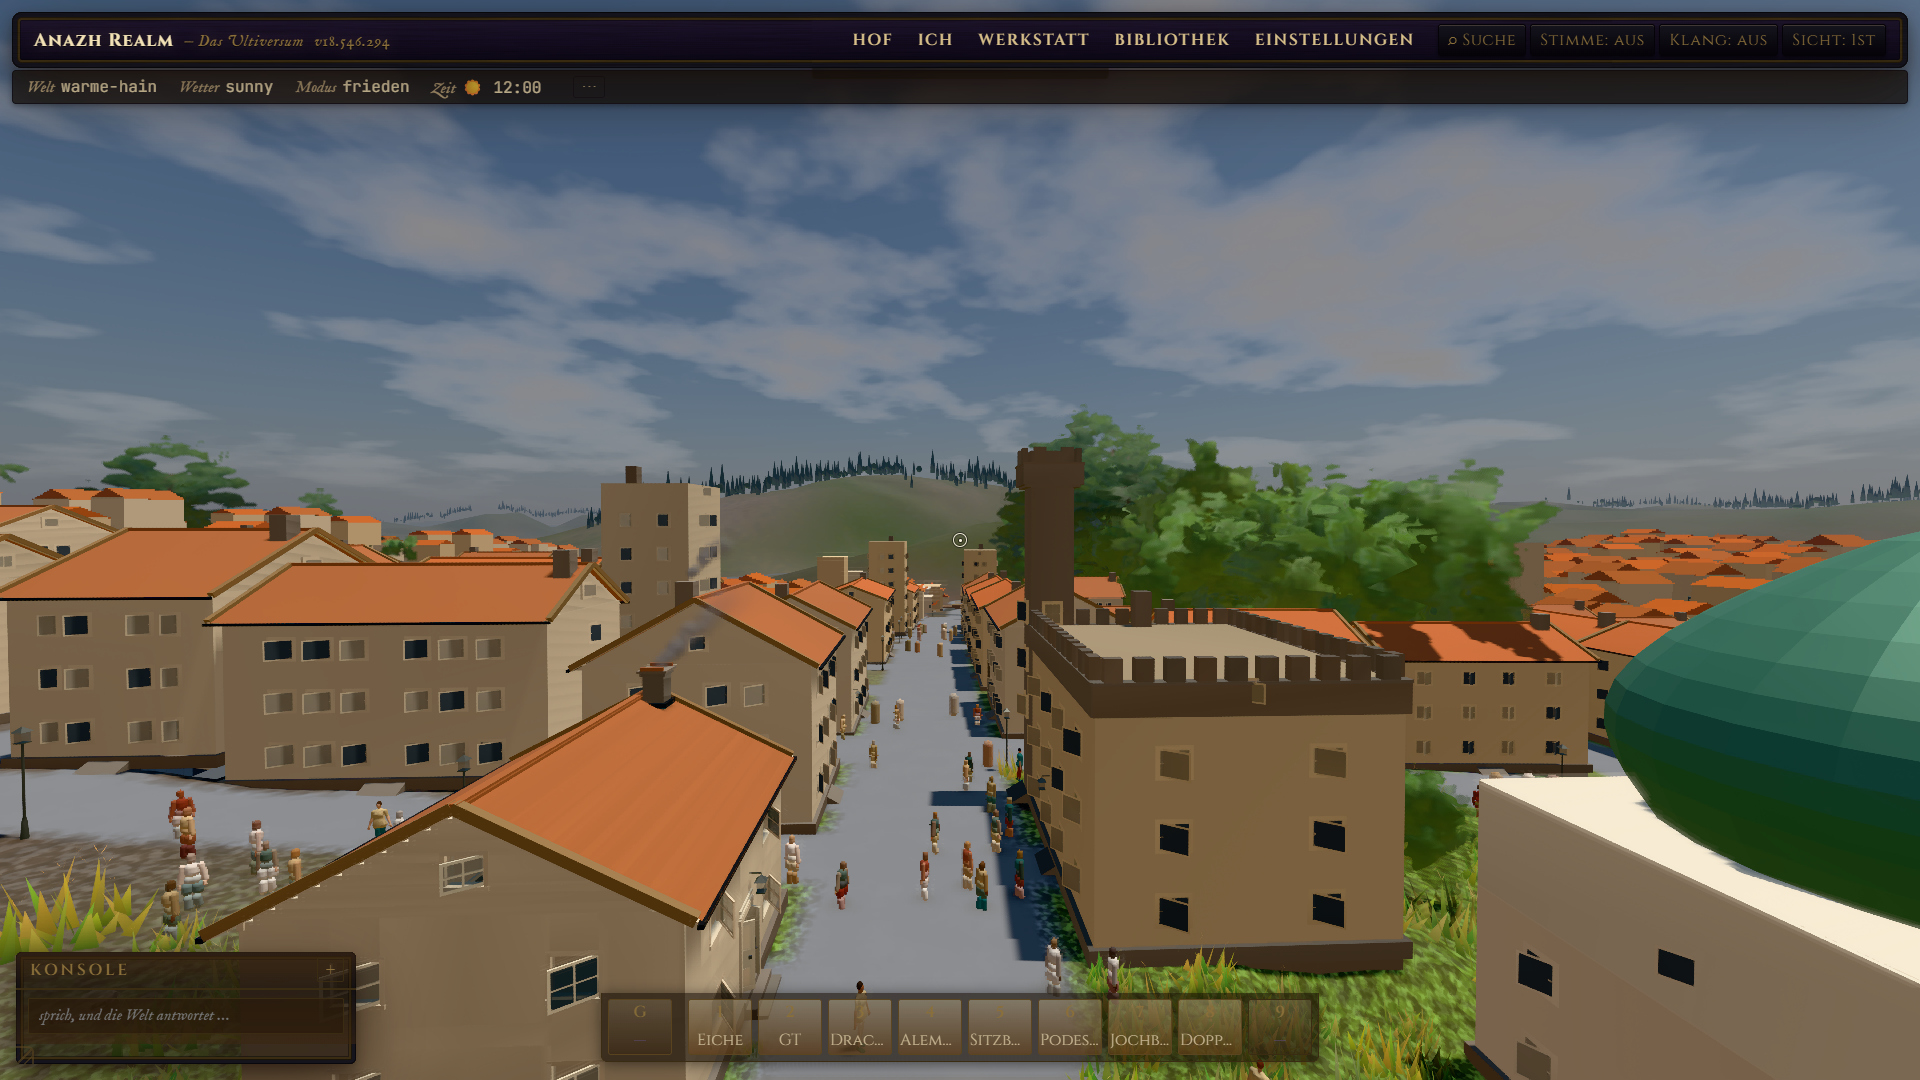 Anazh Realm – Das Ultiversum v18.546.294
HOF ICH WERKSTATT BIBLIOTHEK EINSTELLUNGEN SUCHE STIMME: AUS KLANG: AUS SICHT: IST
Welt warme-hain Wetter sunny Modus frieden Zeit 12:00 ...
KONSOLE +
sprich, und die Welt antwortet ...
G 9
EICHE GT DRAC... ALEM... SITZB... PODES... JOCHB... DOPP...